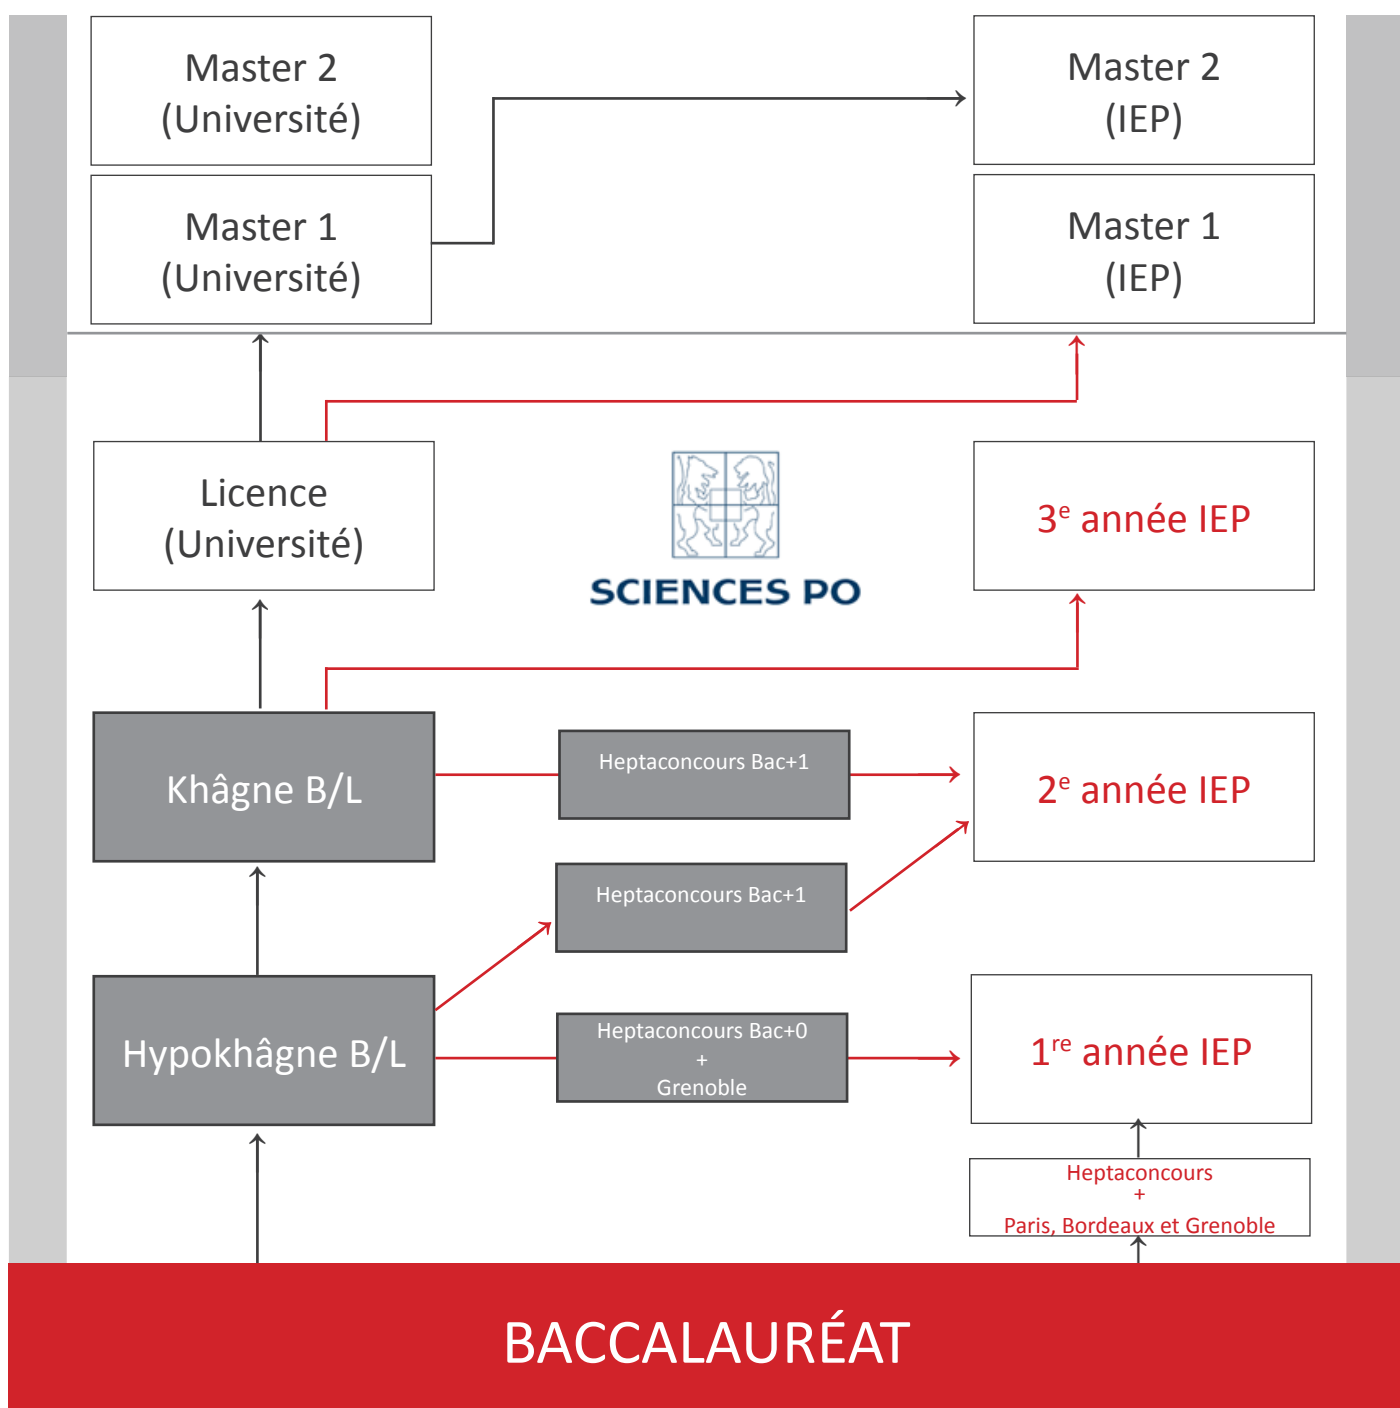 Master 2
(Université)
Master 2
(IEP)
Master 1
(Université)
Master 1
(IEP)
Licence
(Université)
SCIENCES PO
3e année IEP
Khâgne B/L
Heptaconcours Bac+1
2e année IEP
Heptaconcours Bac+1
Hypokhâgne B/L
Heptaconcours Bac+0
+
Grenoble
1re année IEP
Heptaconcours
+
Paris, Bordeaux et Grenoble
BACCALAURÉAT